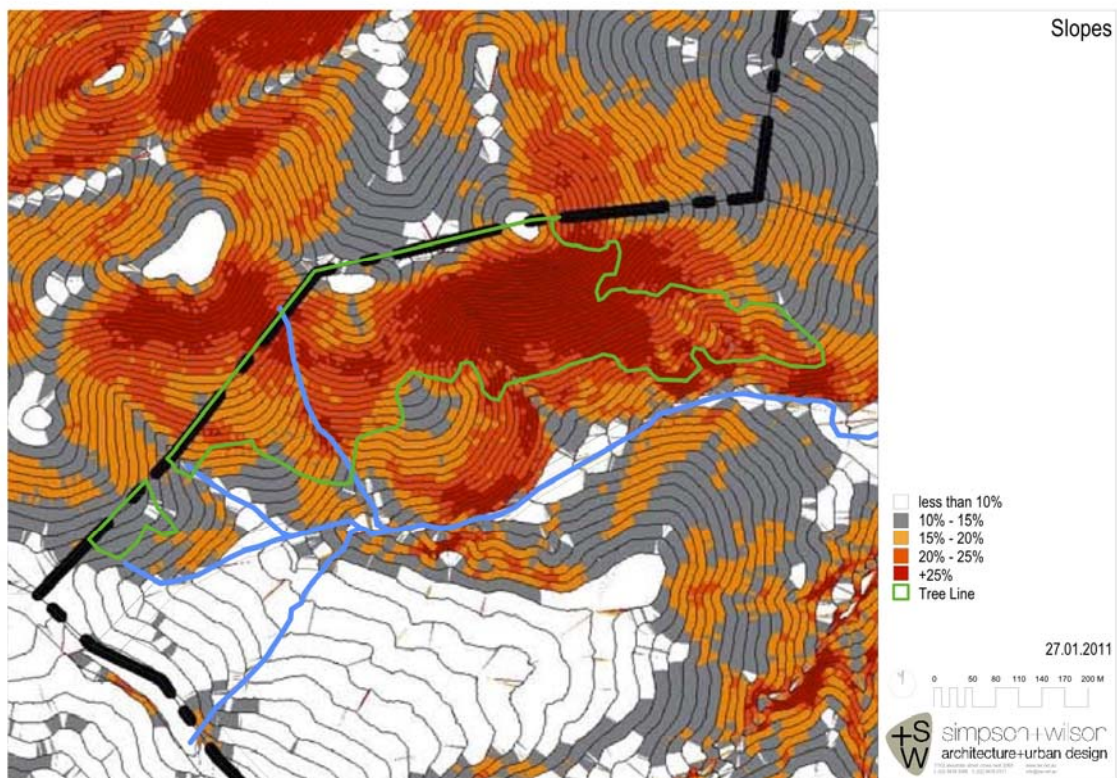 Slopes
less than 10%
10% - 15%
15% - 20%
20% - 25%
+25%
Tree Line
27.01.2011
0 50 80 110 140 170 200 M
+S
W
simpson+wilson
architecture+urban design